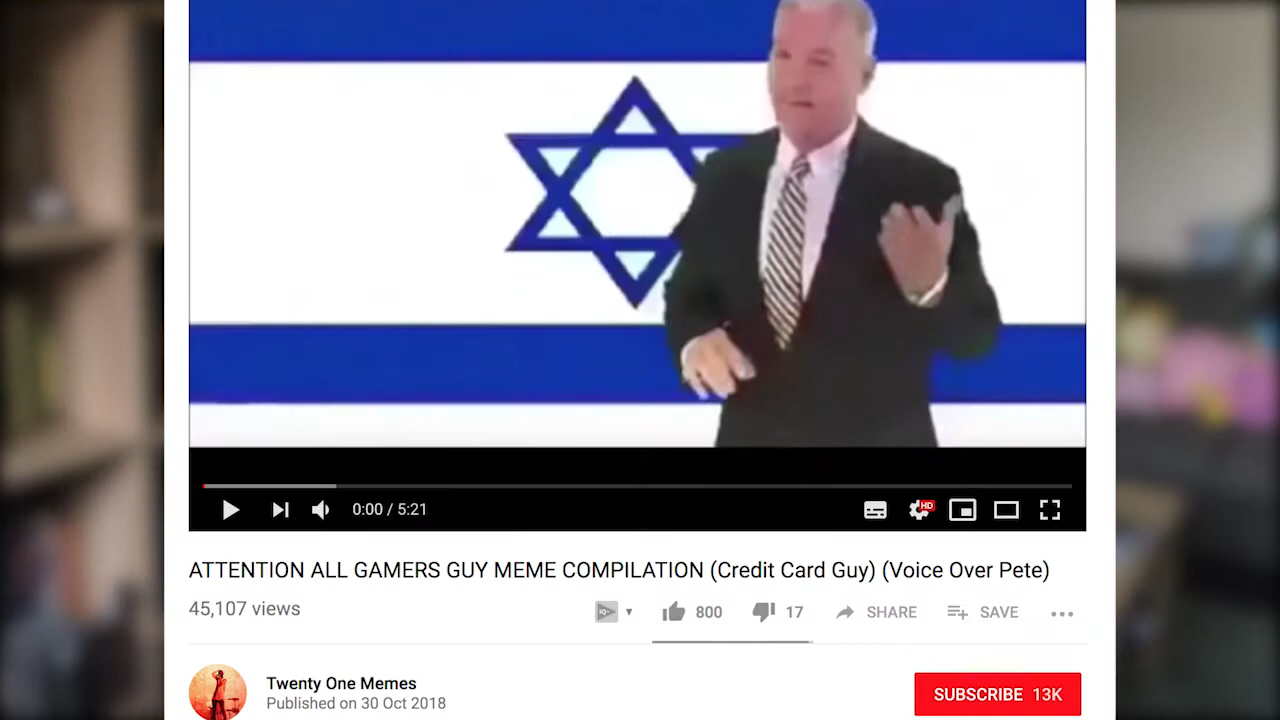 0:00 / 5:21
HD
ATTENTION ALL GAMERS GUY MEME COMPILATION (Credit Card Guy) (Voice Over Pete)
45,107 views
800
17
SHARE
SAVE
Twenty One Memes
Published on 30 Oct 2018
SUBSCRIBE 13K